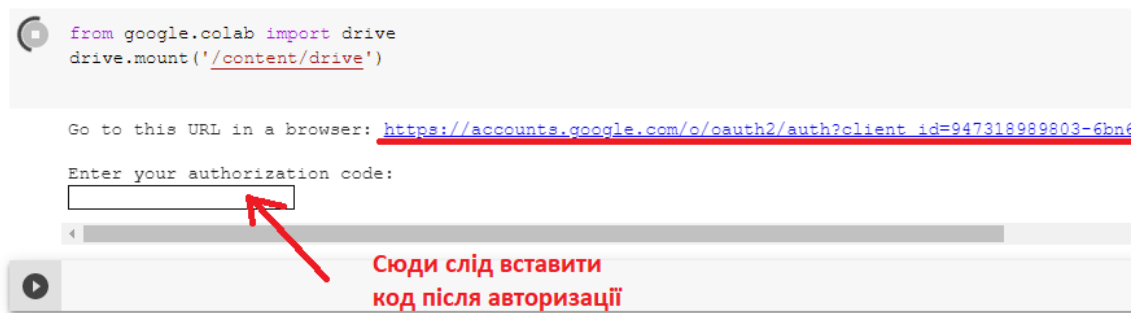 from google.colab import drive
drive.mount('/content/drive')
Go to this URL in a browser: https://accounts.google.com/o/oauth2/auth?client_id=947318989803-6bn6
Enter your authorization code:
Сюди слід вставити
код після авторизації